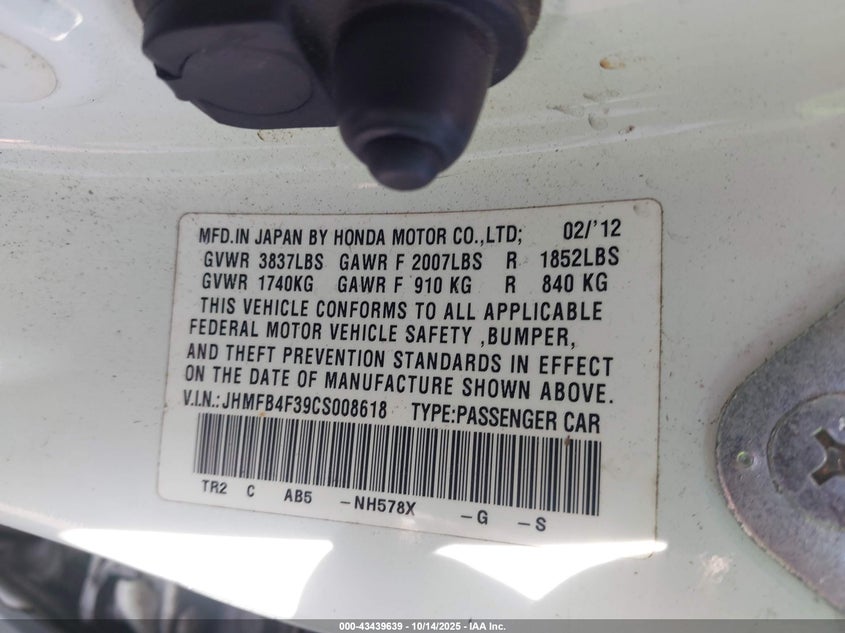 MFD.IN JAPAN BY HONDA MOTOR CO.,LTD; 02/'12
GVWR 3837LBS GAWR F 2007LBS R 1852LBS
GVWR 1740KG GAWR F 910 KG R 840 KG
THIS VEHICLE CONFORMS TO ALL APPLICABLE
FEDERAL MOTOR VEHICLE SAFETY ,BUMPER,
AND THEFT PREVENTION STANDARDS IN EFFECT
ON THE DATE OF MANUFACTURE SHOWN ABOVE.
V.I.N.:JHMFB4F39CS008618 TYPE:PASSENGER CAR
TR2 C AB5 -NH578X -G -S
000-43439639 | 10/14/2025 | IAA Inc.